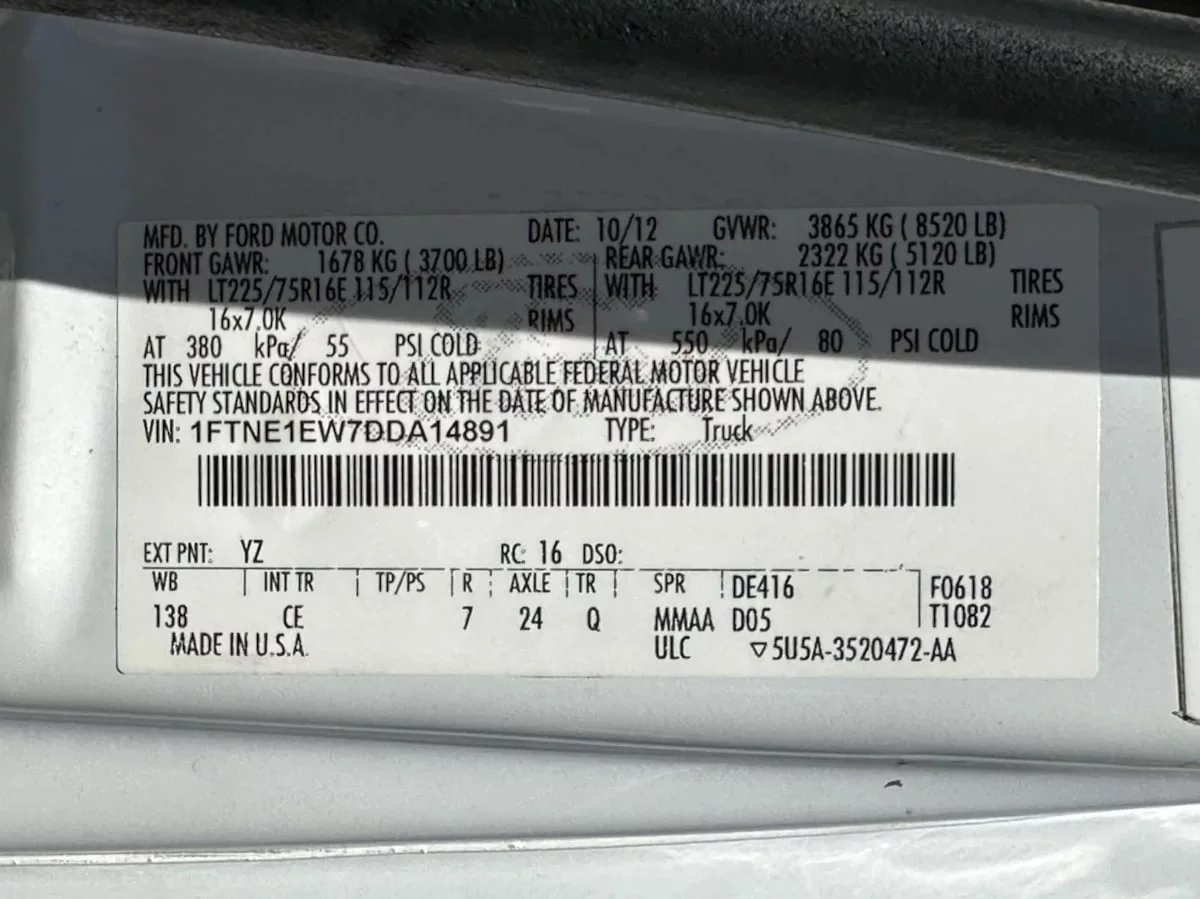 MFD. BY FORD MOTOR CO. DATE: 10/12 GVWR: 3865 KG ( 8520 LB)
FRONT GAWR: 1678 KG ( 3700 LB) REAR GAWR: 2322 KG ( 5120 LB)
WITH LT225/75R16E 115/112R TIRES WITH LT225/75R16E 115/112R TIRES
16x7.0K RIMS 16x7.0K RIMS
AT 380 kPa/ 55 PSI COLD AT 550 kPa/ 80 PSI COLD
THIS VEHICLE CONFORMS TO ALL APPLICABLE FEDERAL MOTOR VEHICLE
SAFETY STANDARDS IN EFFECT ON THE DATE OF MANUFACTURE SHOWN ABOVE.
VIN: 1FTNE1EW7DDA14891 TYPE: Truck
EXT PNT: YZ RC: 16 DSO:
WB INT TR TP/PS R AXLE TR SPR DE416 F0618
138 CE 7 24 Q MMAA D05 T1082
MADE IN U.S.A. ULC ▽5U5A-3520472-AA